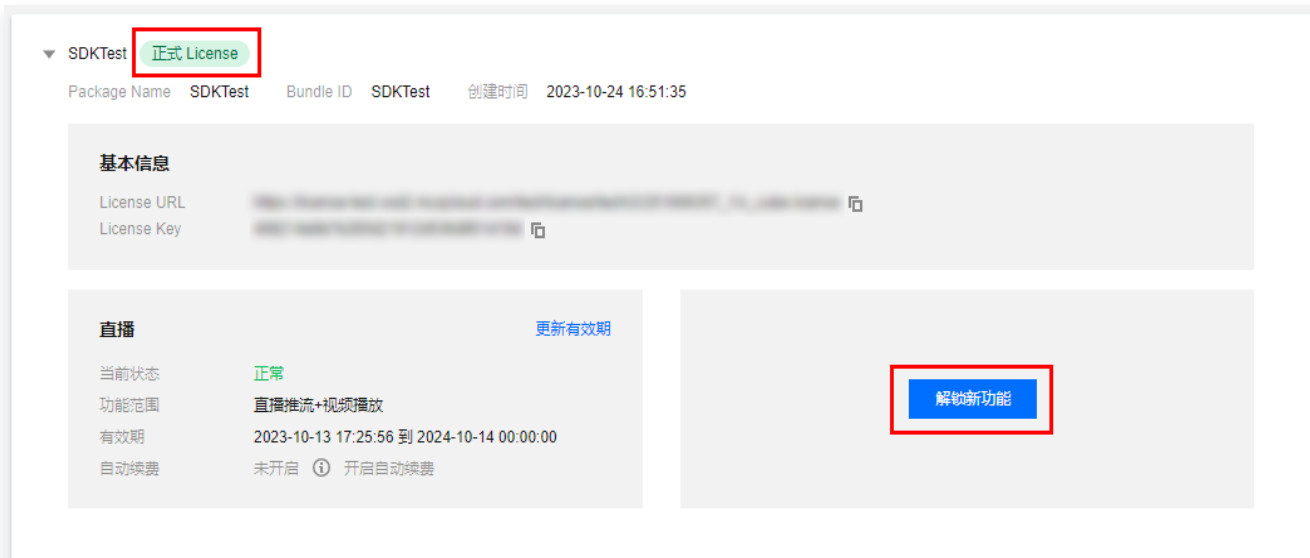 SDKTest 正式 License
Package Name SDKTest Bundle ID SDKTest 创建时间 2023-10-24 16:51:35
基本信息
License URL
License Key
直播 更新有效期
当前状态 正常
功能范围 直播推流+视频播放
有效期 2023-10-13 17:25:56 到 2024-10-14 00:00:00
自动续费 未开启 开启自动续费
解锁新功能